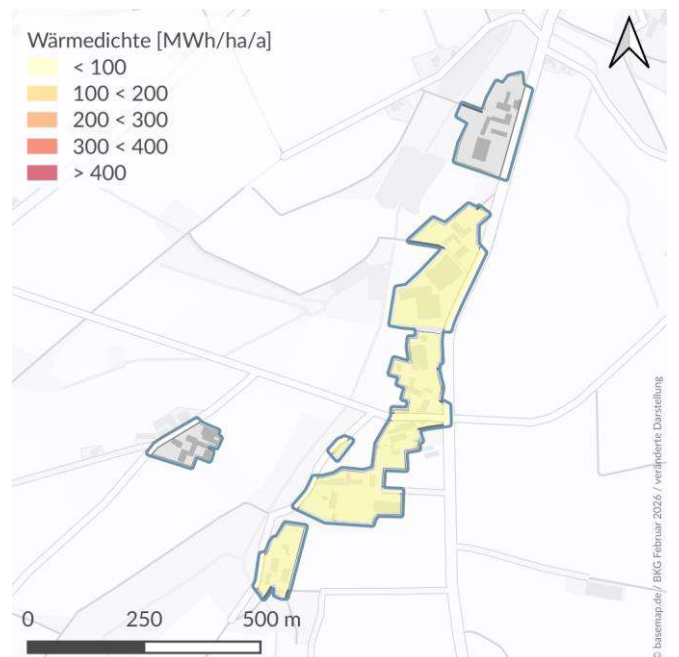 Wärmedichte [MWh/ha/a]
< 100
100 < 200
200 < 300
300 < 400
> 400
0 250 500 m
© basemap.de / BKG Februar 2026 / veränderte Darstellung